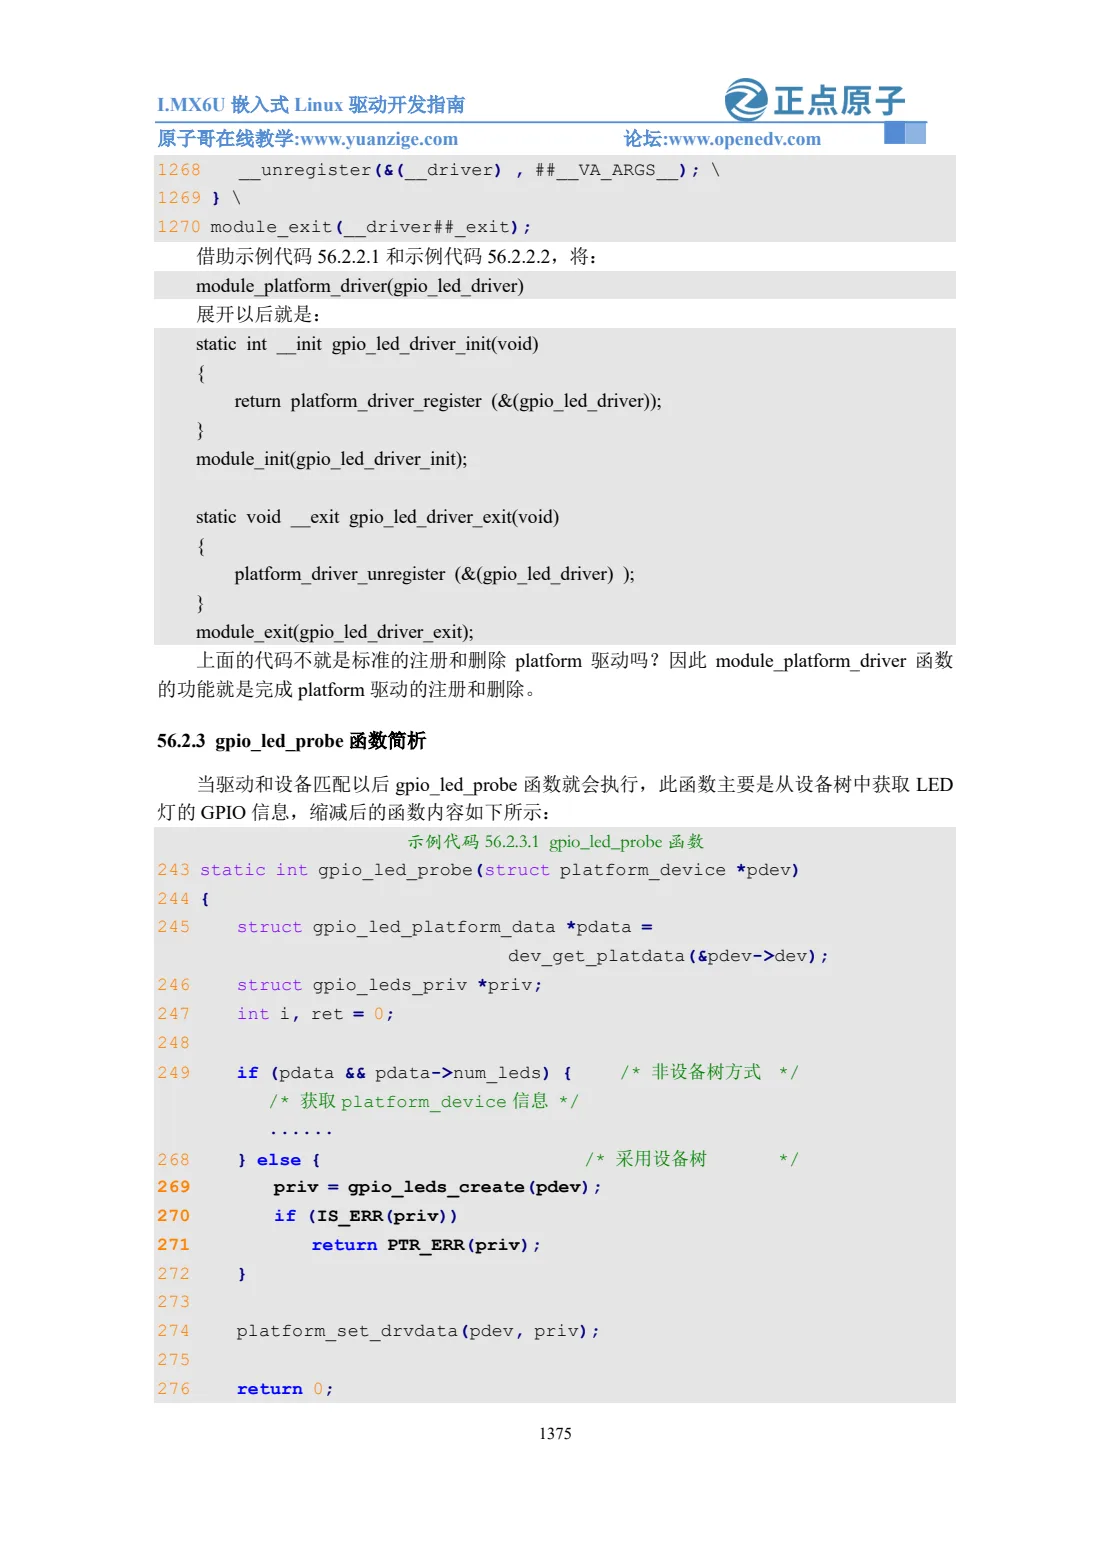 I.MX6U 嵌入式 Linux 驱动开发指南
正点原子
原子哥在线教学:www.yuanzige.com 论坛:www.openedv.com
1268 __unregister(&(__driver) , ##__VA_ARGS__); \
1269 } \
1270 module_exit(__driver##_exit);
借助示例代码 56.2.2.1 和示例代码 56.2.2.2，将：
module_platform_driver(gpio_led_driver)
展开以后就是：
static int __init gpio_led_driver_init(void)
{
return platform_driver_register (&(gpio_led_driver));
}
module_init(gpio_led_driver_init);
static void __exit gpio_led_driver_exit(void)
{
platform_driver_unregister (&(gpio_led_driver) );
}
module_exit(gpio_led_driver_exit);
上面的代码不就是标准的注册和删除 platform 驱动吗？因此 module_platform_driver 函数
的功能就是完成 platform 驱动的注册和删除。
56.2.3 gpio_led_probe 函数简析
当驱动和设备匹配以后 gpio_led_probe 函数就会执行，此函数主要是从设备树中获取 LED
灯的 GPIO 信息，缩减后的函数内容如下所示：
示例代码 56.2.3.1 gpio_led_probe 函数
243 static int gpio_led_probe(struct platform_device *pdev)
244 {
245 struct gpio_led_platform_data *pdata =
dev_get_platdata(&pdev->dev);
246 struct gpio_leds_priv *priv;
247 int i, ret = 0;
248
249 if (pdata && pdata->num_leds) { /* 非设备树方式 */
/* 获取 platform_device 信息 */
......
268 } else { /* 采用设备树 */
269 priv = gpio_leds_create(pdev);
270 if (IS_ERR(priv))
271 return PTR_ERR(priv);
272 }
273
274 platform_set_drvdata(pdev, priv);
275
276 return 0;
1375